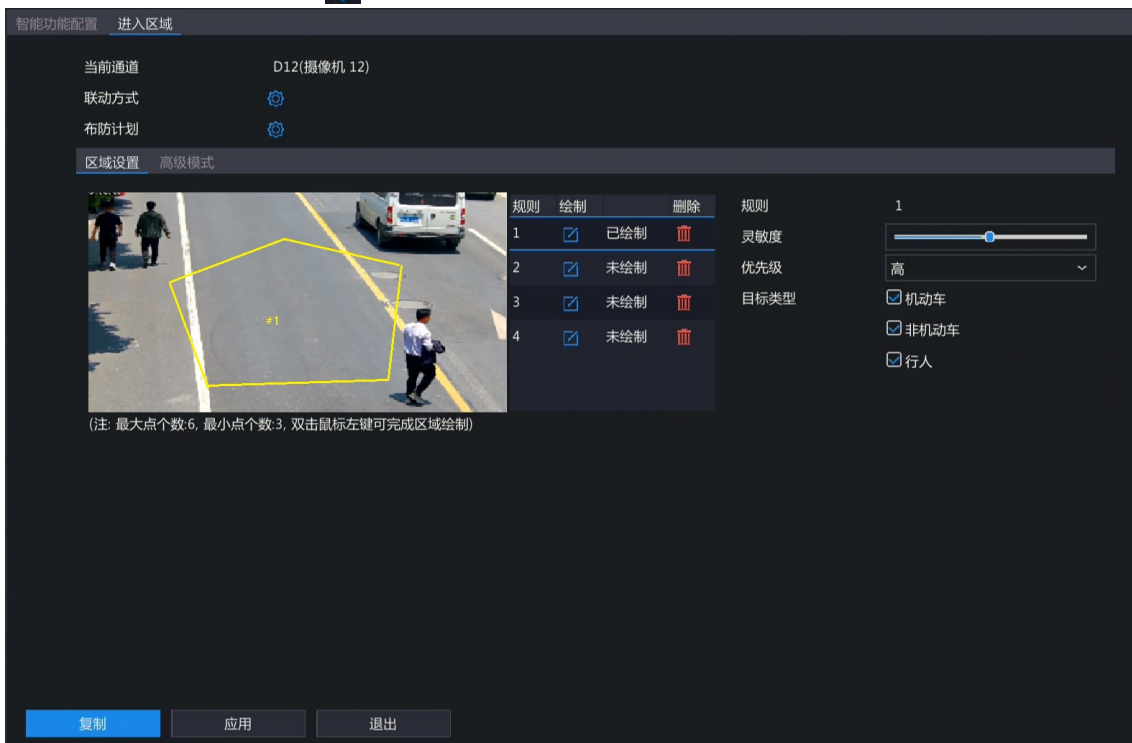 智能功能配置 进入区域
当前通道 D12(摄像机 12)
联动方式
布防计划
区域设置 高级模式
规则 绘制 删除
1 已绘制
2 未绘制
3 未绘制
4 未绘制
#1
(注: 最大点个数:6, 最小点个数:3, 双击鼠标左键可完成区域绘制)
规则 1
灵敏度
优先级 高
目标类型 机动车
非机动车
行人
复制 应用 退出